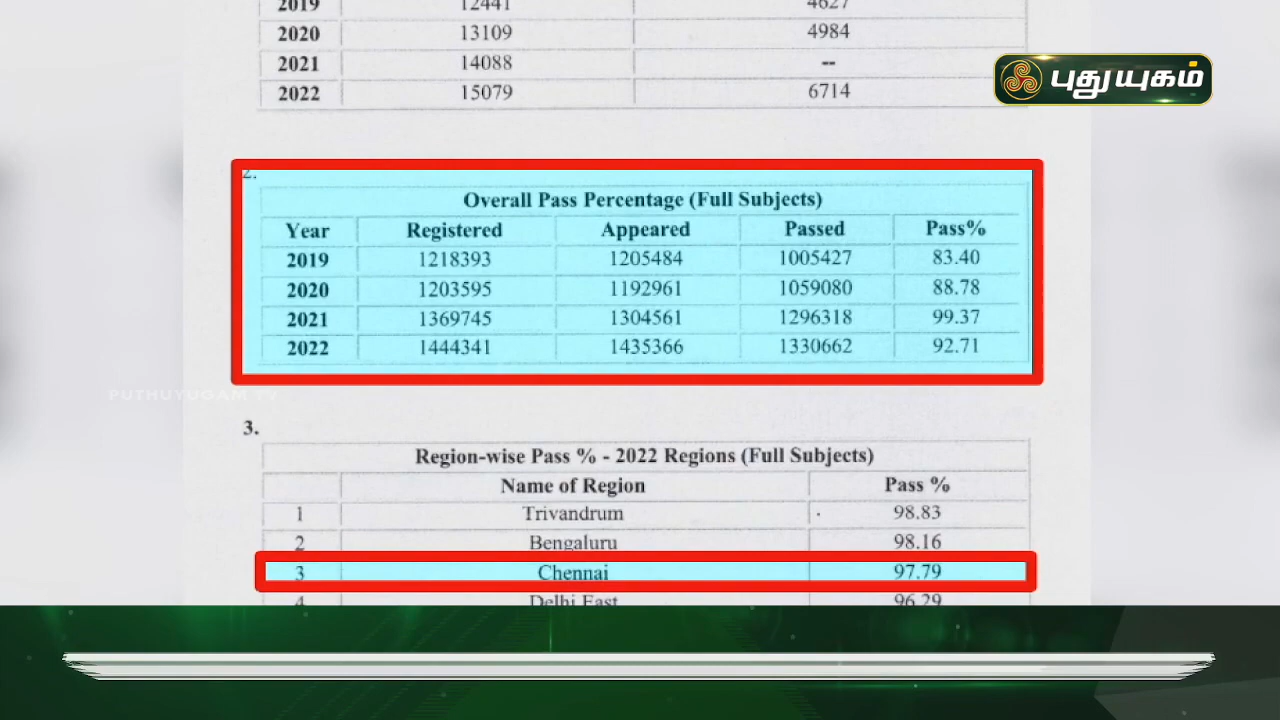 2019 12441 4627
2020 13109 4984
2021 14088 --
2022 15079 6714
புதுயுகம்
2.
Overall Pass Percentage (Full Subjects)
Year Registered Appeared Passed Pass%
2019 1218393 1205484 1005427 83.40
2020 1203595 1192961 1059080 88.78
2021 1369745 1304561 1296318 99.37
2022 1444341 1435366 1330662 92.71
PUTHUYUGAM TV
3.
Region-wise Pass % - 2022 Regions (Full Subjects)
Name of Region Pass %
1 Trivandrum 98.83
2 Bengaluru 98.16
3 Chennai 97.79
4 Delhi East 96.29